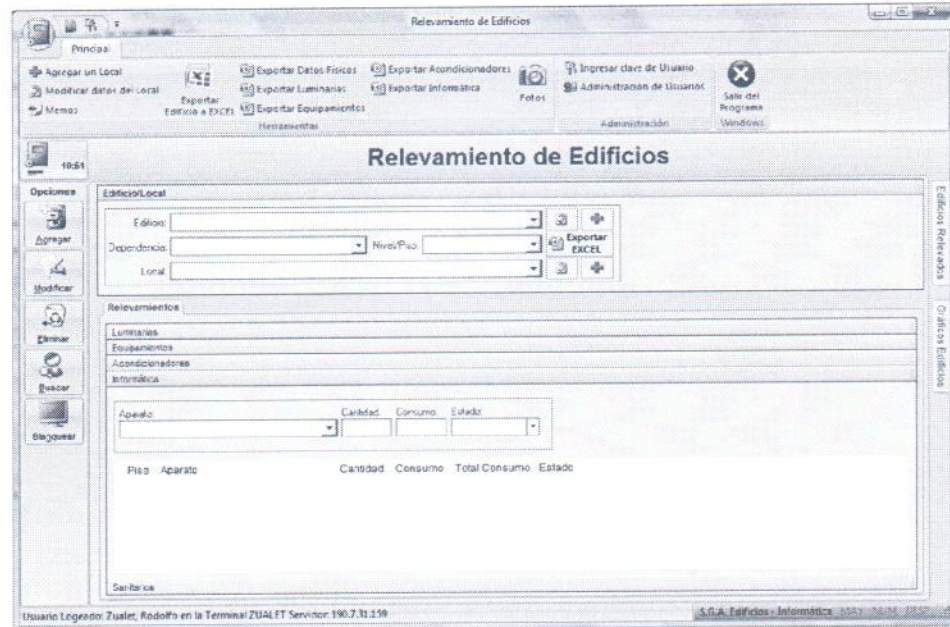 Relevamiento de Edificios
Principal
Agregar un Local
Modificar datos del Local
Memos
Exportar
Edificio a EXCEL
Exportar Datos Físicos
Exportar Luminarias
Exportar Equipamientos
Exportar Acondicionadores
Exportar Informática
Fotos
Herramientas
Ingresar clave de Usuario
Administración de Usuarios
Administración
Salir del
Programa
Windows
10:51
Relevamiento de Edificios
Opciones
Agregar
Modificar
Eliminar
Buscar
Bloquear
Edificio/Local
Edificio:
Dependencia:
Nivel/Piso:
Exportar
EXCEL
Local:
Edificios Relevados
Gráficos Edificios
Relevamientos
Luminarias
Equipamientos
Acondicionadores
Informática
Aparato: Cantidad: Consumo: Estado:
Piso Aparato Cantidad Consumo Total Consumo Estado
Sanitarios
Usuario Logeado: Zualet, Rodolfo en la Terminal ZUALET Servidor: 190.7.31.159
S.G.A. Edificios - Informática